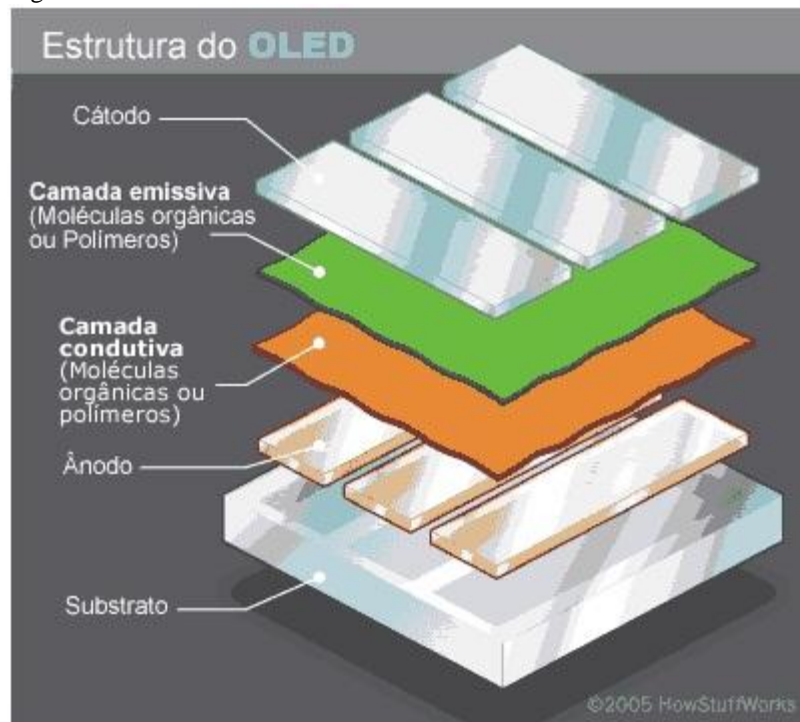 Estrutura do OLED
Cátodo
Camada emissiva
(Moléculas orgânicas
ou Polímeros)
Camada
condutiva
(Moléculas
orgânicas ou
polímeros)
Ânodo
Substrato
©2005 HowStuffWorks